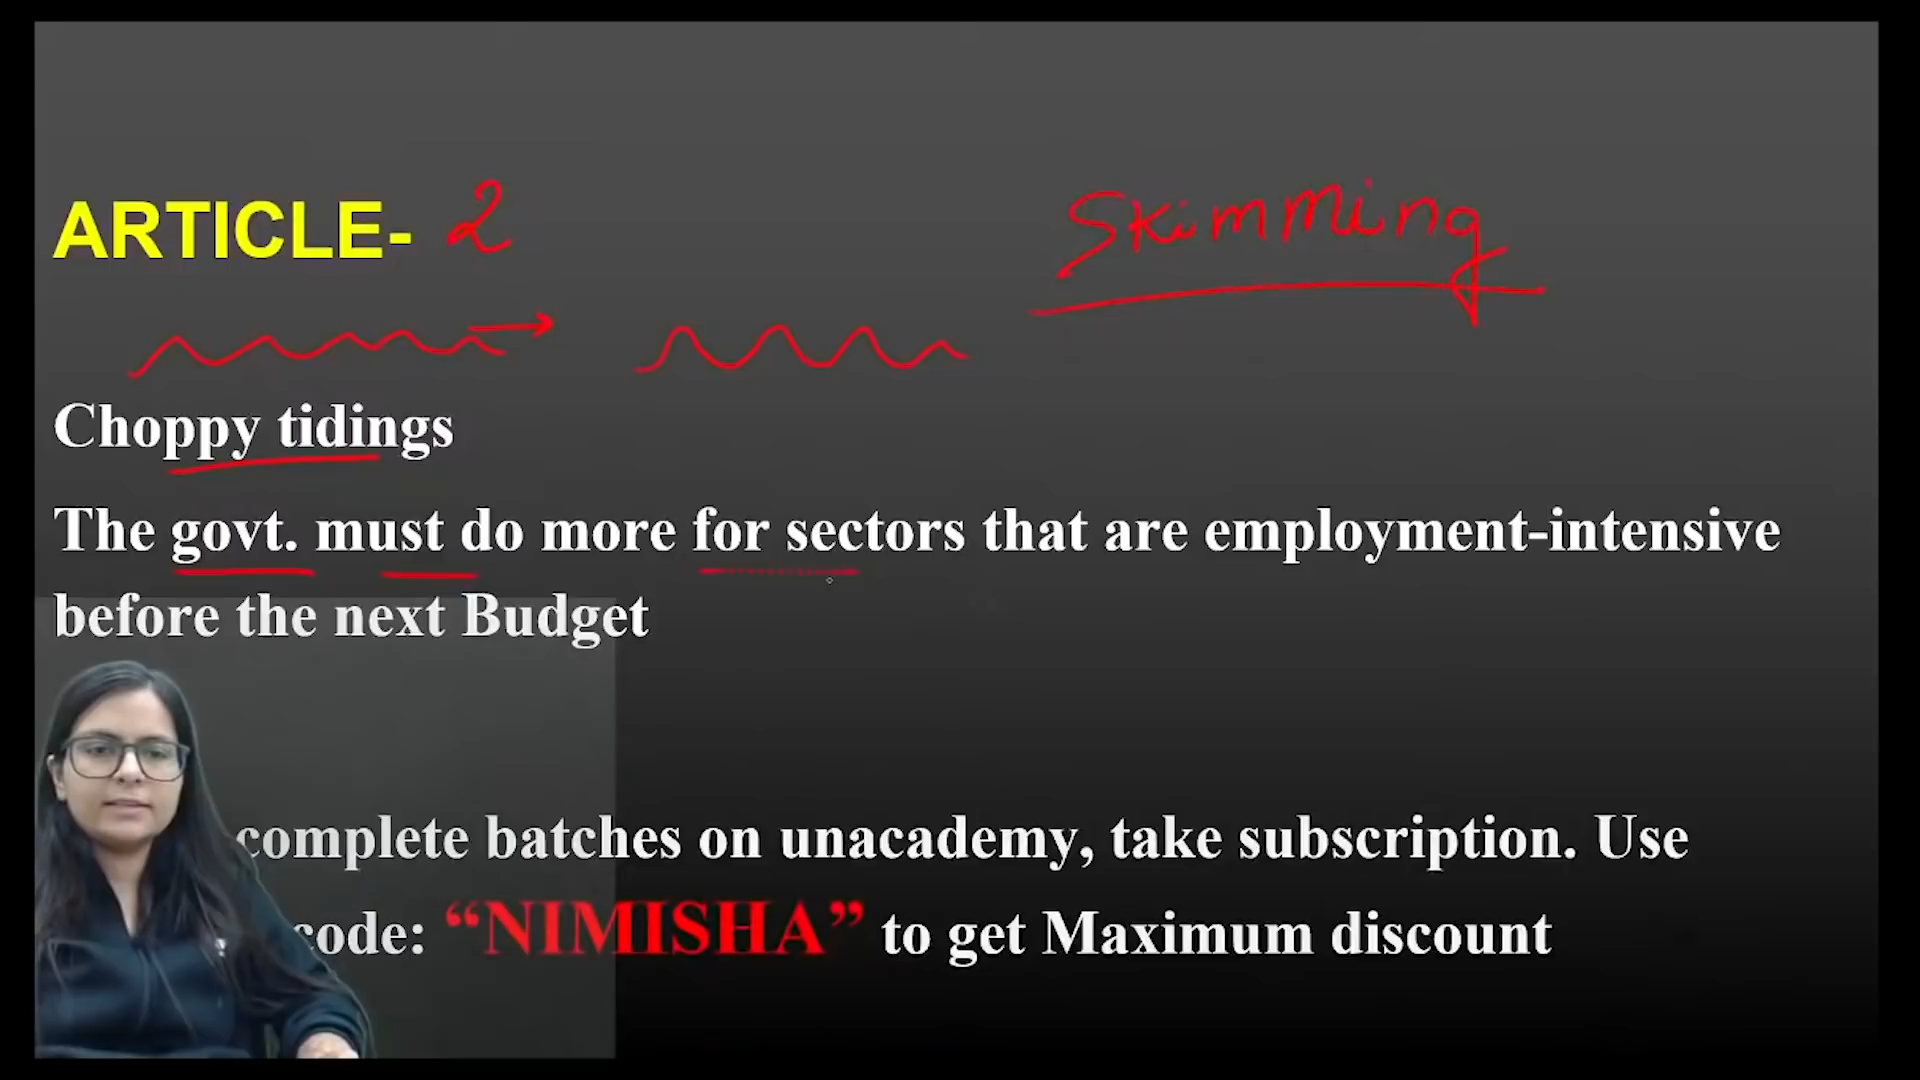 ARTICLE- 2
Skimming
Choppy tidings
The govt. must do more for sectors that are employment-intensive
before the next Budget
complete batches on unacademy, take subscription. Use
code: “NIMISHA” to get Maximum discount